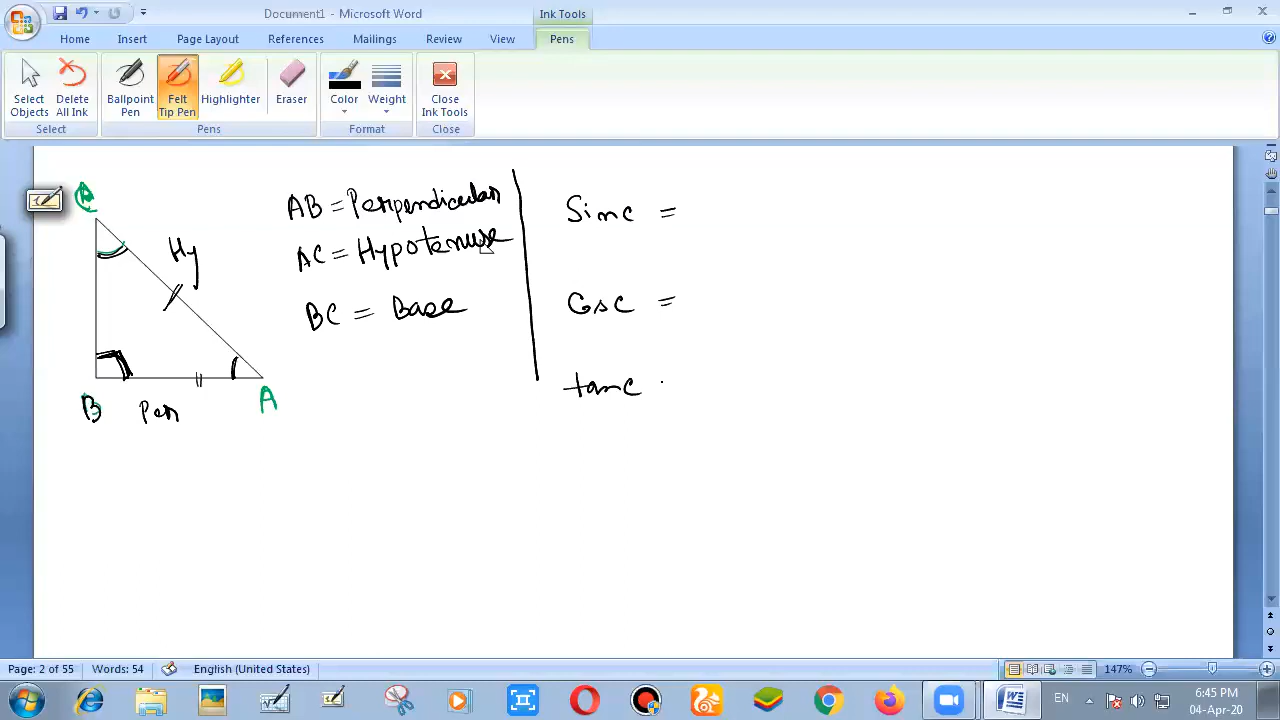 Document1 - Microsoft Word
Ink Tools
Home Insert Page Layout References Mailings Review View Pens
Select Objects
Delete All Ink
Ballpoint Pen
Felt Tip Pen
Highlighter
Eraser
Color
Weight
Close Ink Tools
Select Pens Format Close
C
Hy
B
Per
A
AB = Perpendicular
AC = Hypotenuse
BC = Base
Sinc =
Cosc =
tanc
Page: 2 of 55 Words: 54 English (United States) 147%
EN 6:45 PM
04-Apr-20